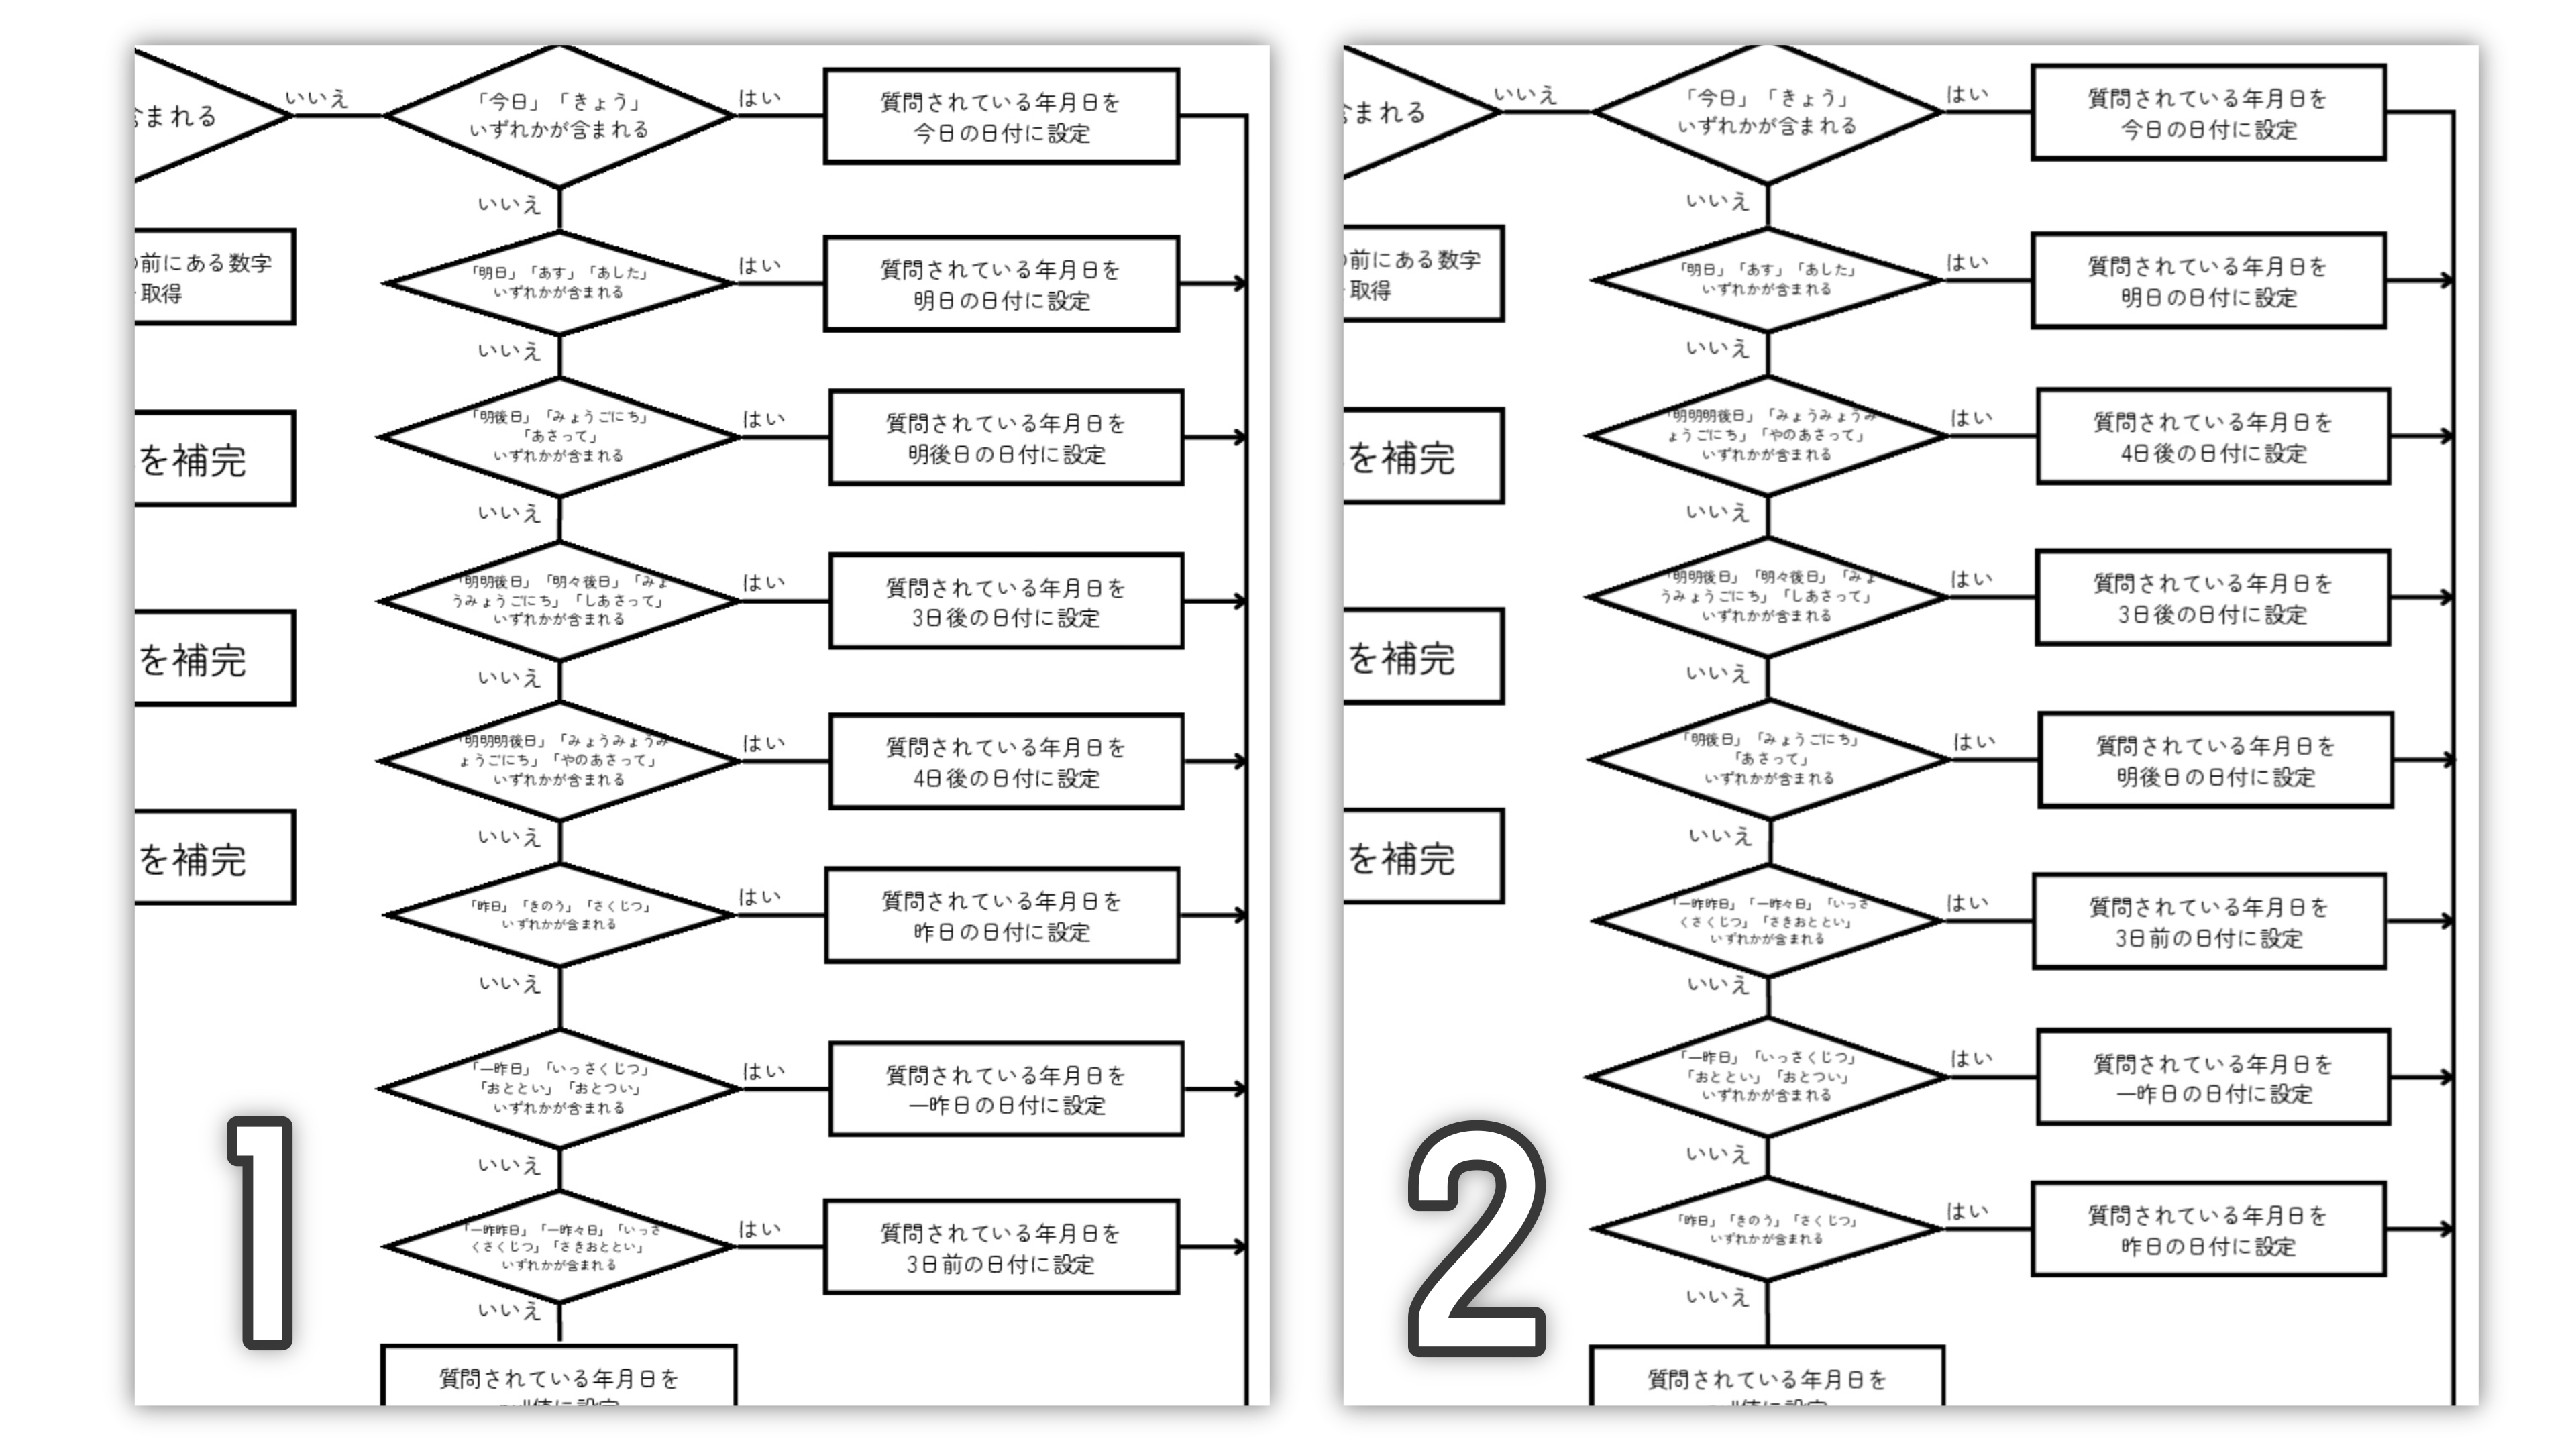 含まれる
いいえ
「今日」「きょう」
いずれかが含まれる
はい
質問されている年月日を
今日の日付に設定
いいえ
の前にある数字
取得
「明日」「あす」「あした」
いずれかが含まれる
はい
質問されている年月日を
明日の日付に設定
いいえ
を補完
「明後日」「みょうごにち」
「あさって」
いずれかが含まれる
はい
質問されている年月日を
明後日の日付に設定
いいえ
を補完
「明明後日」「明々後日」「みょ
うみょうごにち」「しあさって」
いずれかが含まれる
はい
質問されている年月日を
3日後の日付に設定
いいえ
「明明明後日」「みょうみょうみ
ょうごにち」「やのあさって」
いずれかが含まれる
はい
質問されている年月日を
4日後の日付に設定
いいえ
を補完
「昨日」「きのう」「さくじつ」
いずれかが含まれる
はい
質問されている年月日を
昨日の日付に設定
いいえ
「一昨日」「いっさくじつ」
「おととい」「おとつい」
いずれかが含まれる
はい
質問されている年月日を
一昨日の日付に設定
いいえ
「一昨昨日」「一昨々日」「いっさ
くさくじつ」「さきおととい」
いずれかが含まれる
はい
質問されている年月日を
3日前の日付に設定
いいえ
質問されている年月日を
1
含まれる
いいえ
「今日」「きょう」
いずれかが含まれる
はい
質問されている年月日を
今日の日付に設定
いいえ
の前にある数字
取得
「明日」「あす」「あした」
いずれかが含まれる
はい
質問されている年月日を
明日の日付に設定
いいえ
を補完
「明明明後日」「みょうみょうみ
ょうごにち」「やのあさって」
いずれかが含まれる
はい
質問されている年月日を
4日後の日付に設定
いいえ
を補完
「明明後日」「明々後日」「みょ
うみょうごにち」「しあさって」
いずれかが含まれる
はい
質問されている年月日を
3日後の日付に設定
いいえ
「明後日」「みょうごにち」
「あさって」
いずれかが含まれる
はい
質問されている年月日を
明後日の日付に設定
いいえ
を補完
「一昨昨日」「一昨々日」「いっさ
くさくじつ」「さきおととい」
いずれかが含まれる
はい
質問されている年月日を
3日前の日付に設定
いいえ
「一昨日」「いっさくじつ」
「おととい」「おとつい」
いずれかが含まれる
はい
質問されている年月日を
一昨日の日付に設定
いいえ
「昨日」「きのう」「さくじつ」
いずれかが含まれる
はい
質問されている年月日を
昨日の日付に設定
いいえ
質問されている年月日を
2